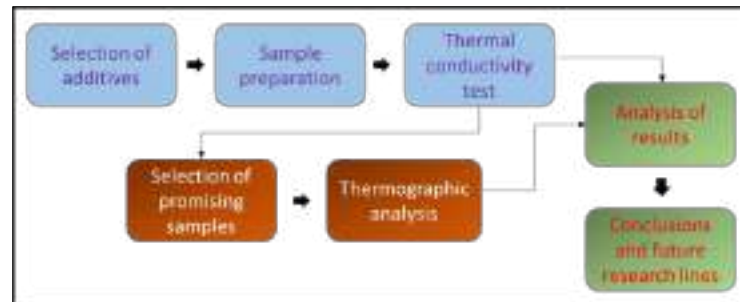 Selection of
additives
Sample
preparation
Thermal
conductivity
test
Analysis of
results
Selection of
promising
samples
Thermographic
analysis
Conclusions
and future
research lines